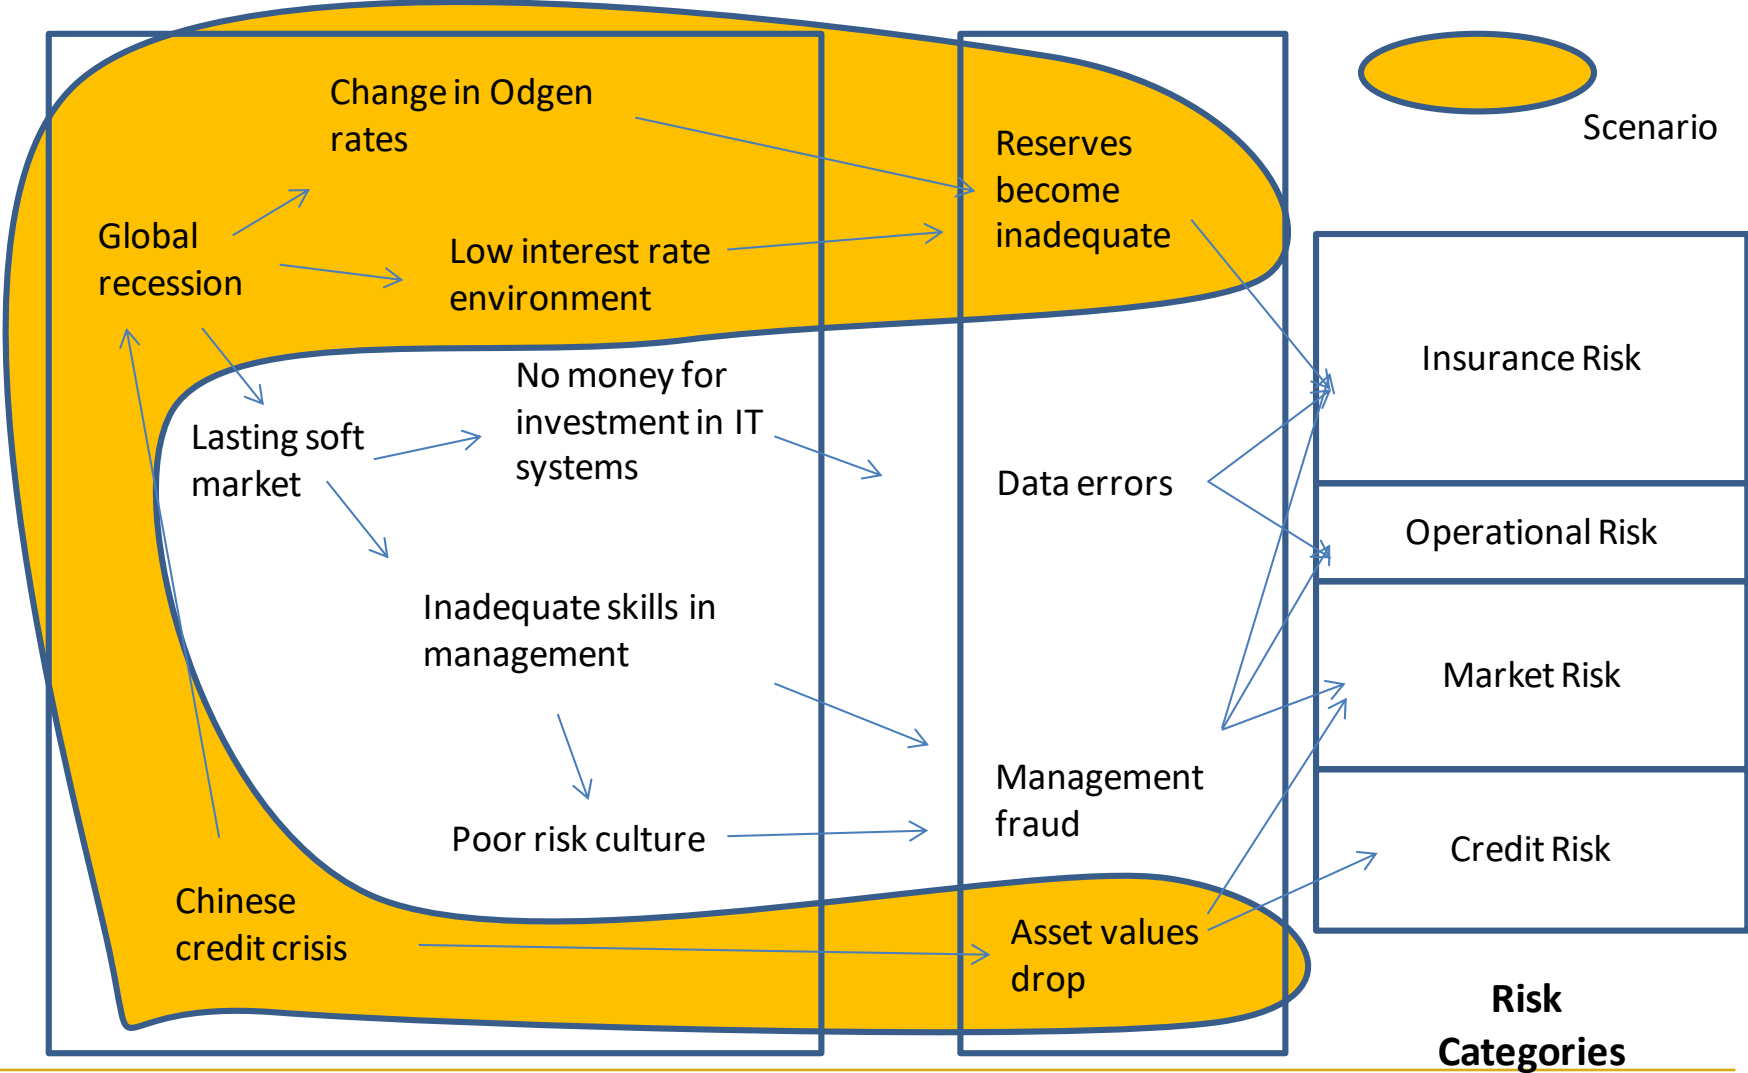 Change in Odgen
rates
Scenario
Reserves
become
inadequate
Global
recession
Low interest rate
environment
Insurance Risk
No money for
investment in IT
systems
Lasting soft
market
Data errors
Operational Risk
Inadequate skills in
management
Market Risk
Management
fraud
Poor risk culture
Credit Risk
Chinese
credit crisis
Asset values
drop
Risk
Categories